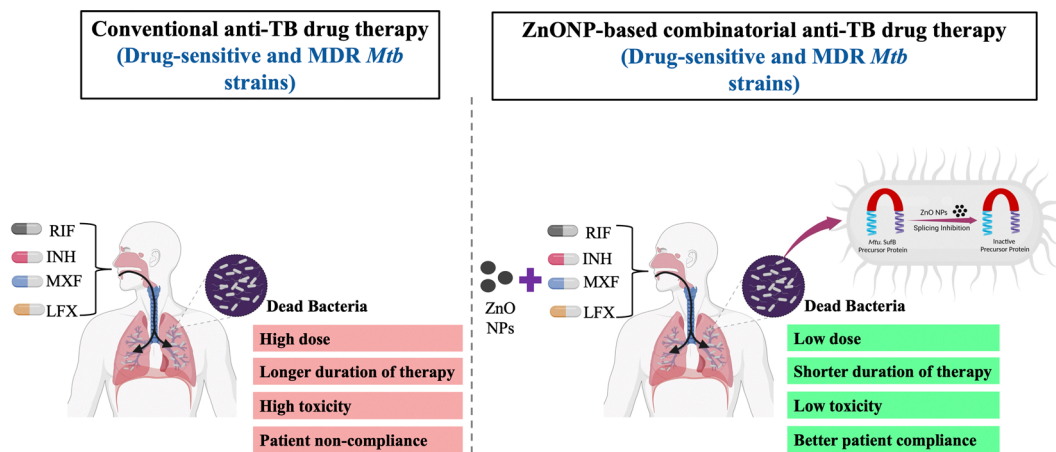 Conventional anti-TB drug therapy
(Drug-sensitive and MDR Mtb
strains)
RIF
INH
MXF
LFX
Dead Bacteria
High dose
Longer duration of therapy
High toxicity
Patient non-compliance
ZnONP-based combinatorial anti-TB drug therapy
(Drug-sensitive and MDR Mtb
strains)
ZnO
NPs
RIF
INH
MXF
LFX
Dead Bacteria
Low dose
Shorter duration of therapy
Low toxicity
Better patient compliance
Mtu SufB
Precursor Protein
ZnO NPs
Splicing Inhibition
Inactive
Precursor Protein